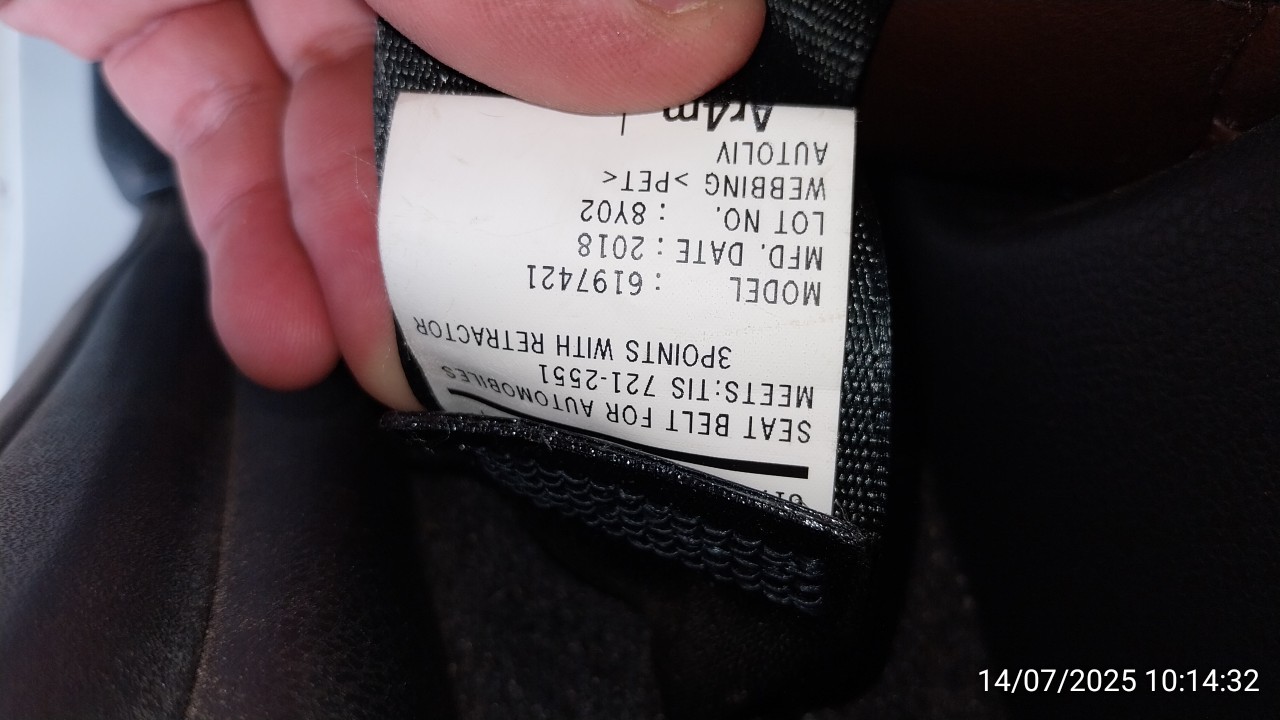 SEAT BELT FOR AUTOMOBILES
MEETS:TIS 721-2551
3POINTS WITH RETRACTOR
MODEL : 6197421
MFD. DATE : 2018
LOT NO. : 8Y02
WEBBING >PET<
AUTOLIV
Ar4m
14/07/2025 10:14:32